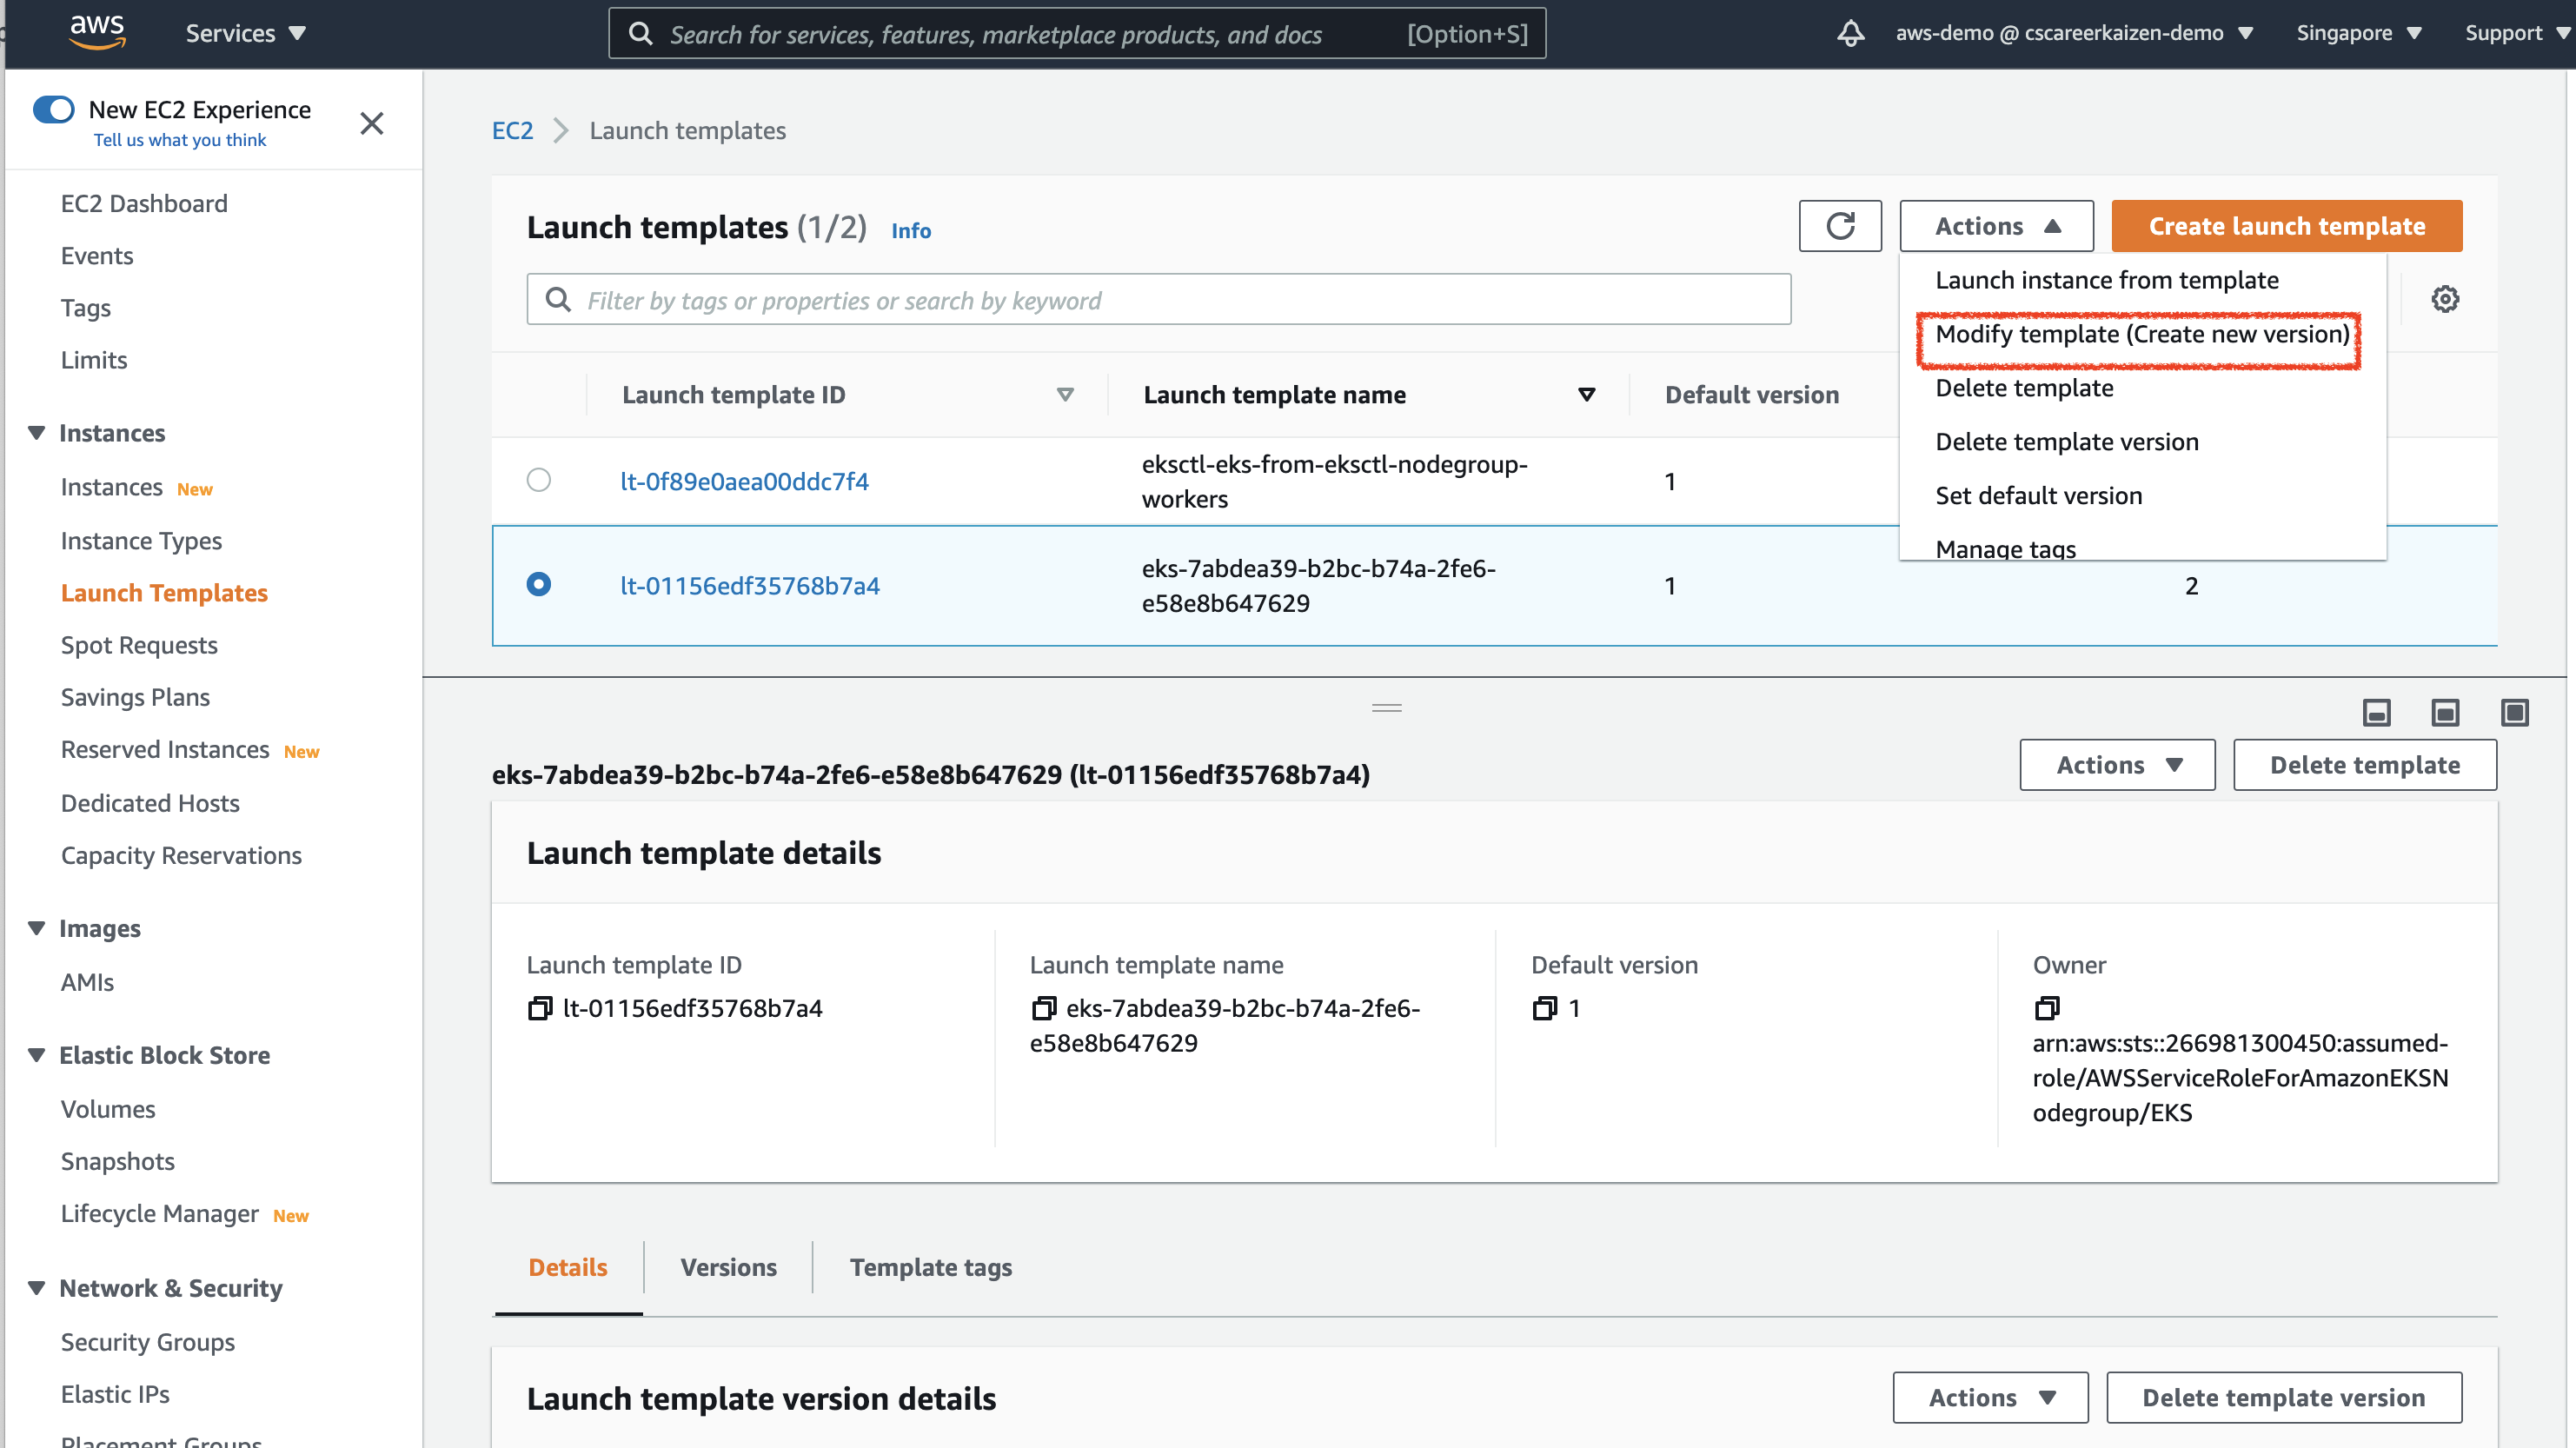 aws
Services
Search for services, features, marketplace products, and docs [Option+S]
aws-demo @ cscareerkaizen-demo
Singapore
Support
New EC2 Experience
Tell us what you think
EC2 Dashboard
Events
Tags
Limits
Instances
Instances New
Instance Types
Launch Templates
Spot Requests
Savings Plans
Reserved Instances New
Dedicated Hosts
Capacity Reservations
Images
AMIs
Elastic Block Store
Volumes
Snapshots
Lifecycle Manager New
Network & Security
Security Groups
Elastic IPs
Placement Groups
EC2 Launch templates
Launch templates (1/2) Info
Actions
Create launch template
Filter by tags or properties or search by keyword
Launch instance from template
Modify template (Create new version)
Delete template
Delete template version
Set default version
Manage tags
Launch template ID Launch template name Default version
lt-0f89e0aea00ddc7f4 eksctl-eks-from-eksctl-nodegroup- 1
workers
lt-01156edf35768b7a4 eks-7abdea39-b2bc-b74a-2fe6- 1 2
e58e8b647629
eks-7abdea39-b2bc-b74a-2fe6-e58e8b647629 (lt-01156edf35768b7a4)
Actions
Delete template
Launch template details
Launch template ID
lt-01156edf35768b7a4
Launch template name
eks-7abdea39-b2bc-b74a-2fe6-
e58e8b647629
Default version
1
Owner
arn:aws:sts::266981300450:assumed-
role/AWSServiceRoleForAmazonEKSN
odegroup/EKS
Details
Versions
Template tags
Launch template version details
Actions
Delete template version